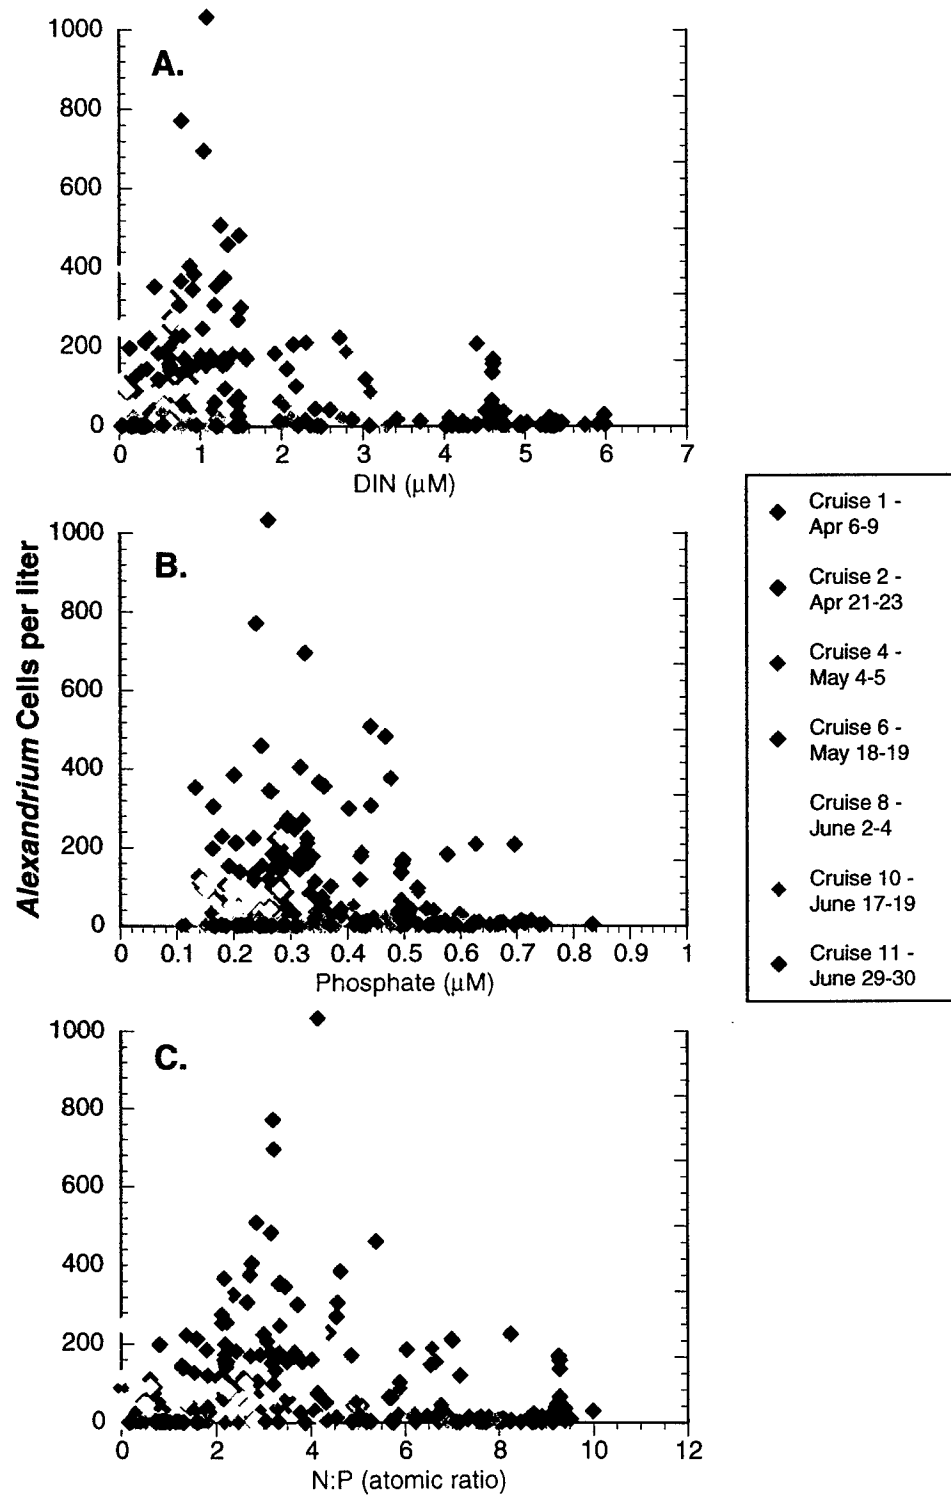 1000
A.
800
600
400
200
0
0 1 2 3 4 5 6 7
DIN (µM)
Alexandrium Cells per liter
1000
B.
800
600
400
200
0
0 0.1 0.2 0.3 0.4 0.5 0.6 0.7 0.8 0.9 1
Phosphate (µM)
1000
C.
800
600
400
200
0
0 2 4 6 8 10 12
N:P (atomic ratio)
Cruise 1 -
Apr 6-9
Cruise 2 -
Apr 21-23
Cruise 4 -
May 4-5
Cruise 6 -
May 18-19
Cruise 8 -
June 2-4
Cruise 10 -
June 17-19
Cruise 11 -
June 29-30